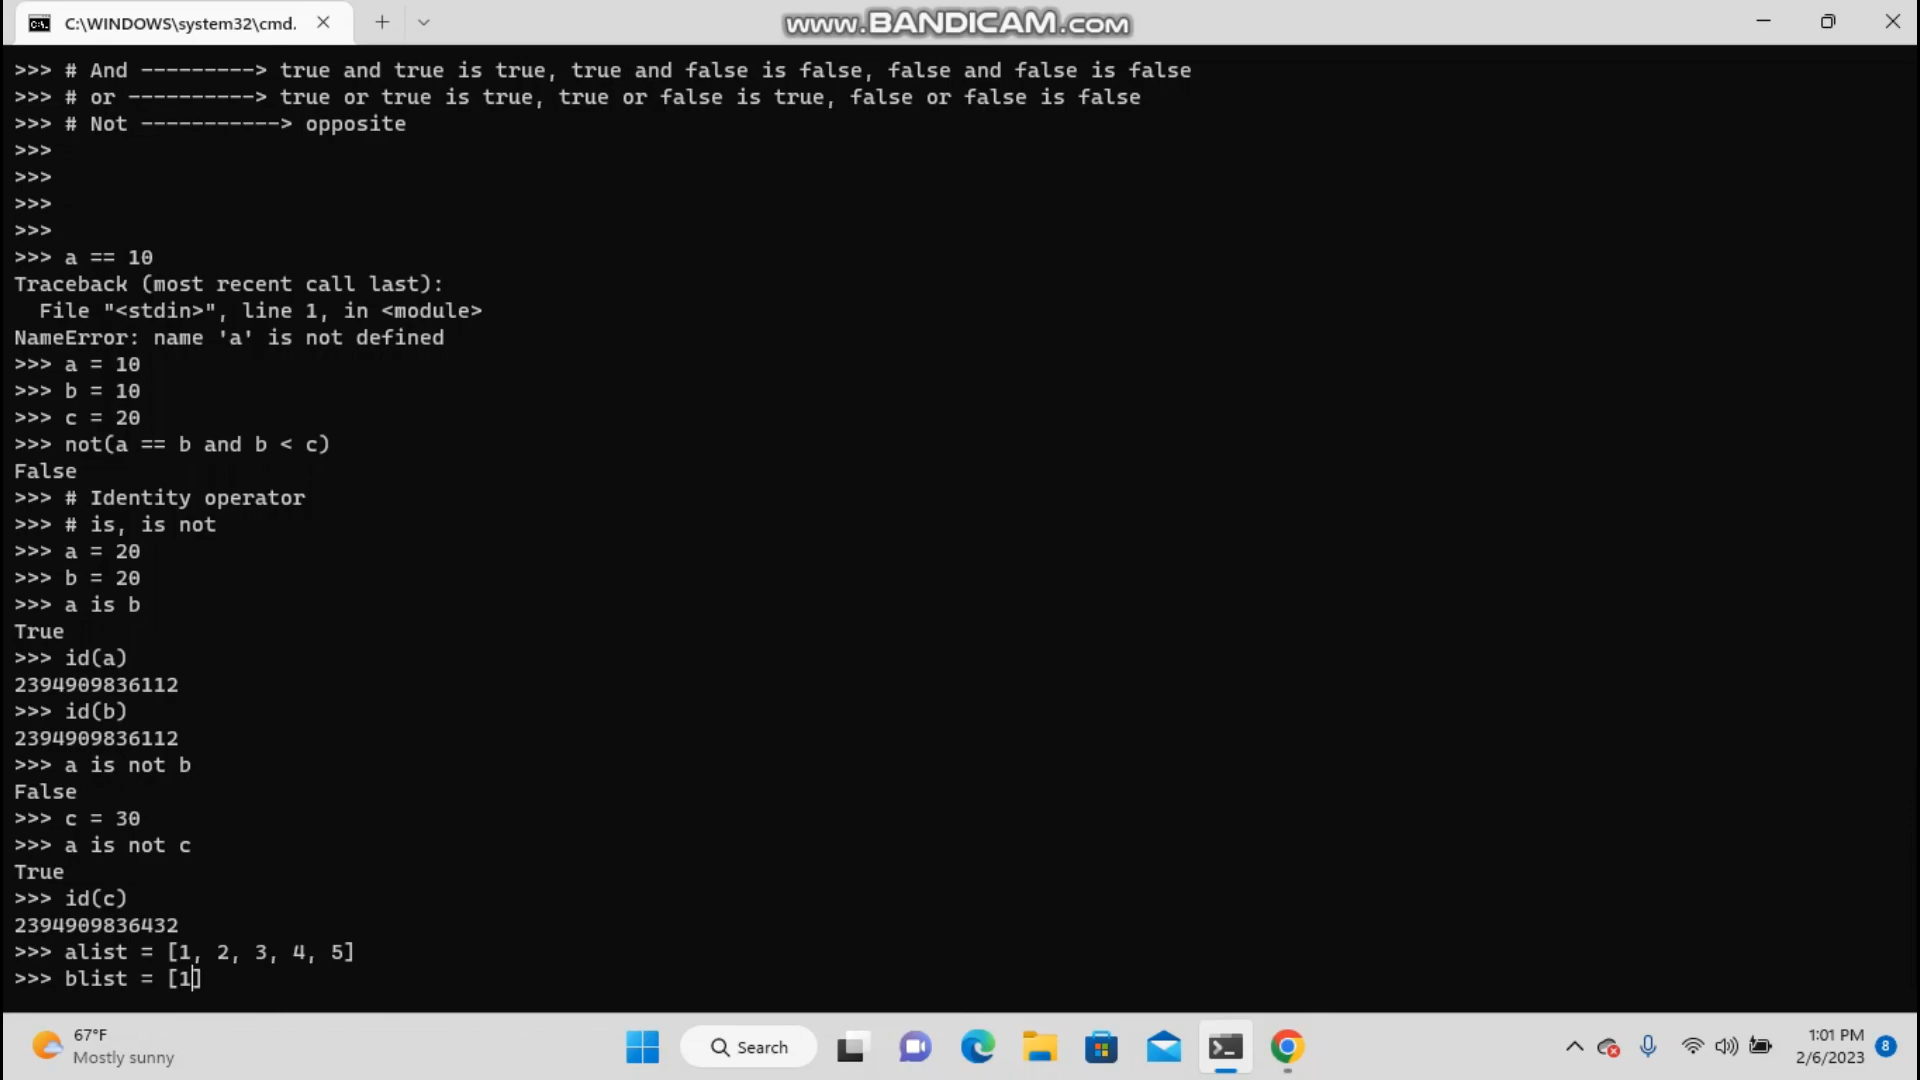 C:\WINDOWS\system32\cmd.
www.BANDICAM.com
>>> # And ---------> true and true is true, true and false is false, false and false is false
>>> # or ----------> true or true is true, true or false is true, false or false is false
>>> # Not -----------> opposite
>>>
>>>
>>>
>>>
>>> a == 10
Traceback (most recent call last):
  File "<stdin>", line 1, in <module>
NameError: name 'a' is not defined
>>> a = 10
>>> b = 10
>>> c = 20
>>> not(a == b and b < c)
False
>>> # Identity operator
>>> # is, is not
>>> a = 20
>>> b = 20
>>> a is b
True
>>> id(a)
2394909836112
>>> id(b)
2394909836112
>>> a is not b
False
>>> c = 30
>>> a is not c
True
>>> id(c)
2394909836432
>>> alist = [1, 2, 3, 4, 5]
>>> blist = [1]
67°F
Mostly sunny
Search
1:01 PM
2/6/2023
8